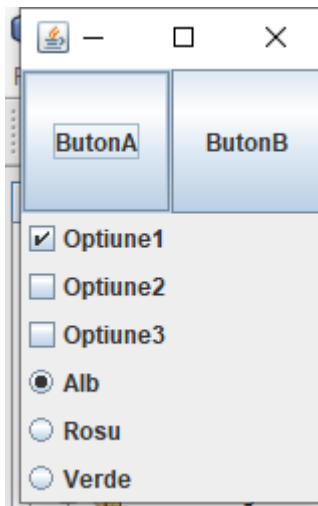 ButonA ButonB
Optiune1
Optiune2
Optiune3
Alb
Rosu
Verde